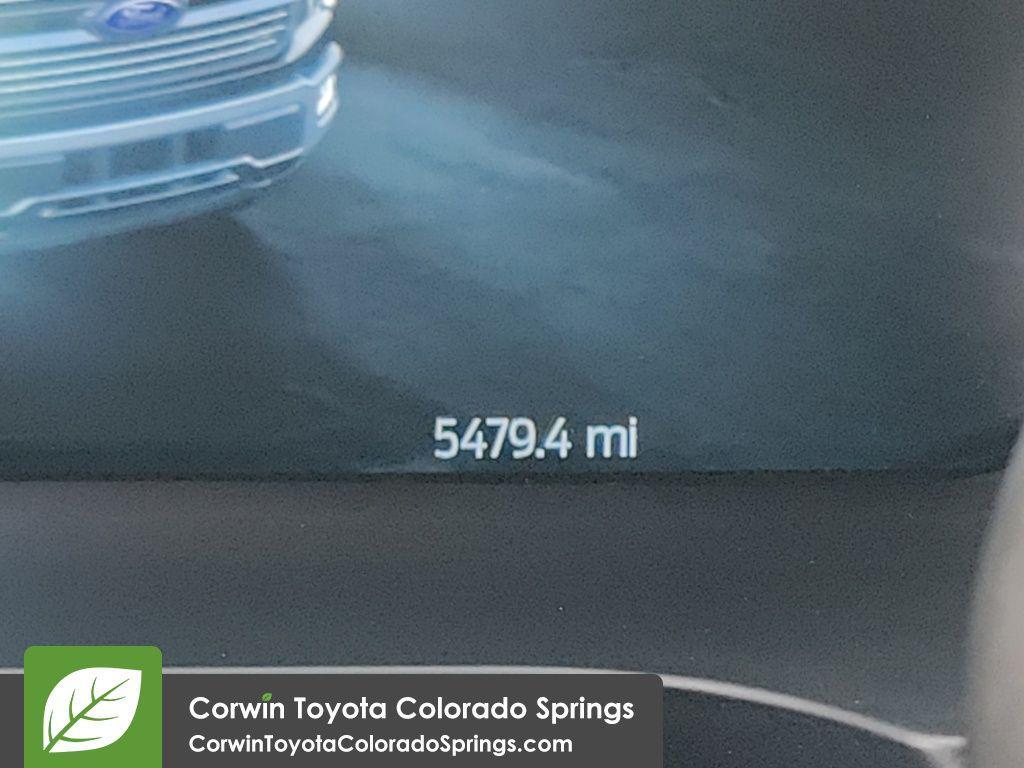 5479.4 mi
Corwin Toyota Colorado Springs
CorwinToyotaColoradoSprings.com